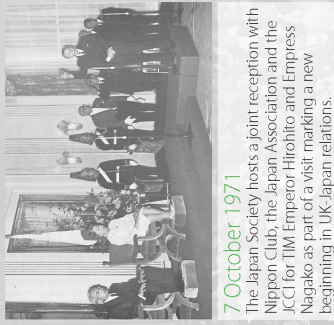 7 October 1971
The Japan Society hosts a joint reception with
Nippon Club, the Japan Association and the
JCCI for TIM Emperor Hirohito and Empress
Nagako as part of a visit marking a new
beginning in UK-Japan relations.